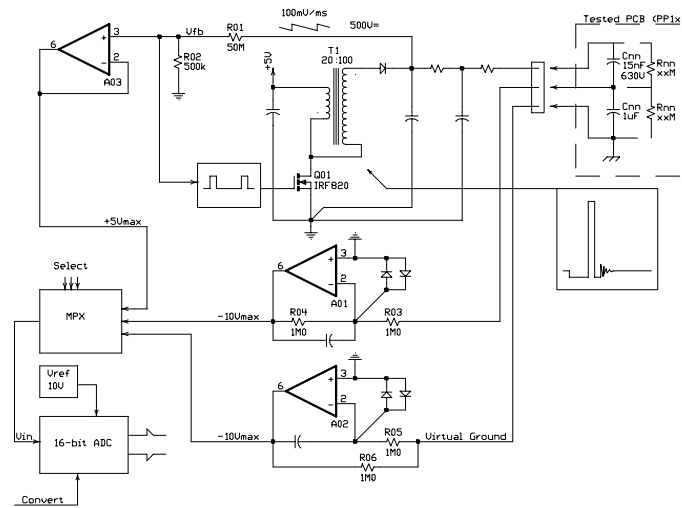 100mV/ms
500V=
Tested PCB (PP1x
3
Vfb
R01
50M
6
2
A03
R02
500k
T1
20:100
+5V
Cnn
15nF
630V
Rnn
xxM
Cnn
1uF
Rnn
xxM
Q01
IRF820
+5Vmax
Select
MPX
6
3
2
A01
-10Vmax
R04
1M0
R03
1M0
Vref
10V
6
3
2
A02
Vin
16-bit ADC
-10Vmax
R05
1M0
Virtual Ground
R06
1M0
Convert
+
-
+
-
+
-